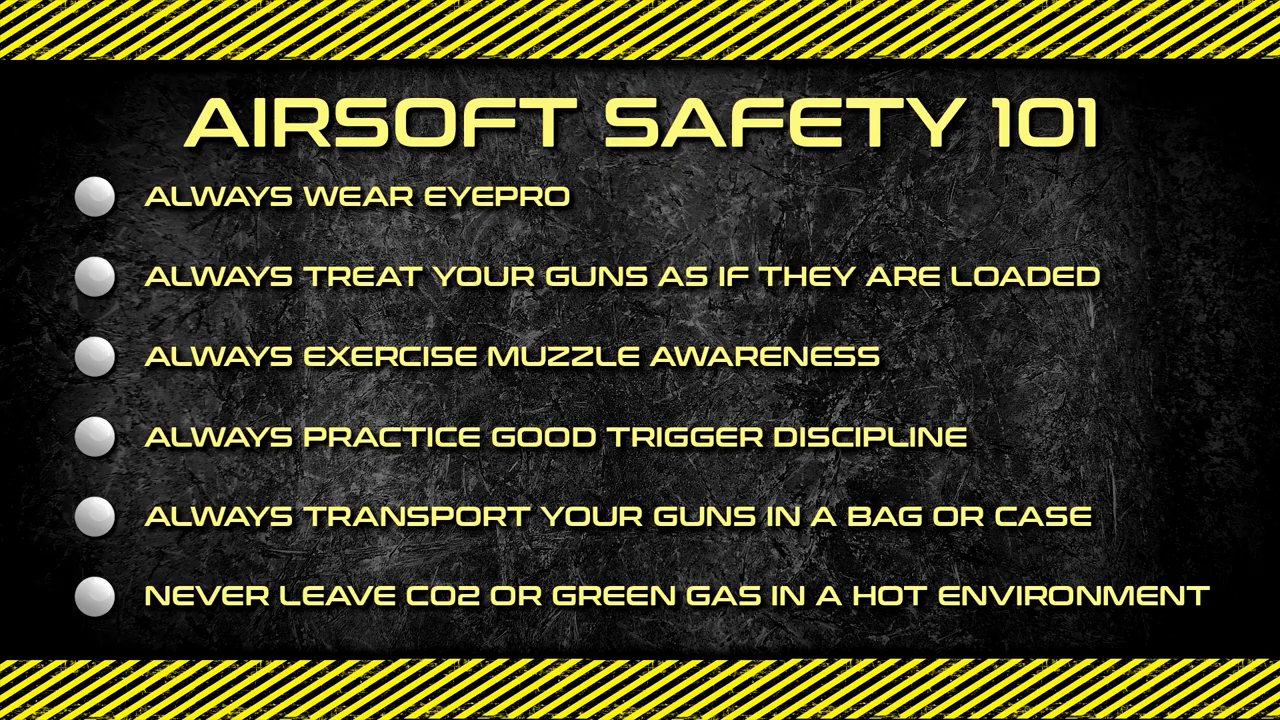 AIRSOFT SAFETY 101
ALWAYS WEAR EYEPRO
ALWAYS TREAT YOUR GUNS AS IF THEY ARE LOADED
ALWAYS EXERCISE MUZZLE AWARENESS
ALWAYS PRACTICE GOOD TRIGGER DISCIPLINE
ALWAYS TRANSPORT YOUR GUNS IN A BAG OR CASE
NEVER LEAVE CO2 OR GREEN GAS IN A HOT ENVIRONMENT